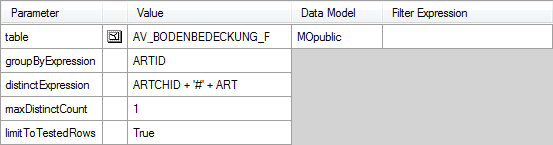 Parameter Value Data Model Filter Expression
table AV_BODENBEDECKUNG_F MOpublic
groupByExpression ARTID
distinctExpression ARTCHID + '#' + ART
maxDistinctCount 1
limitToTestedRows True